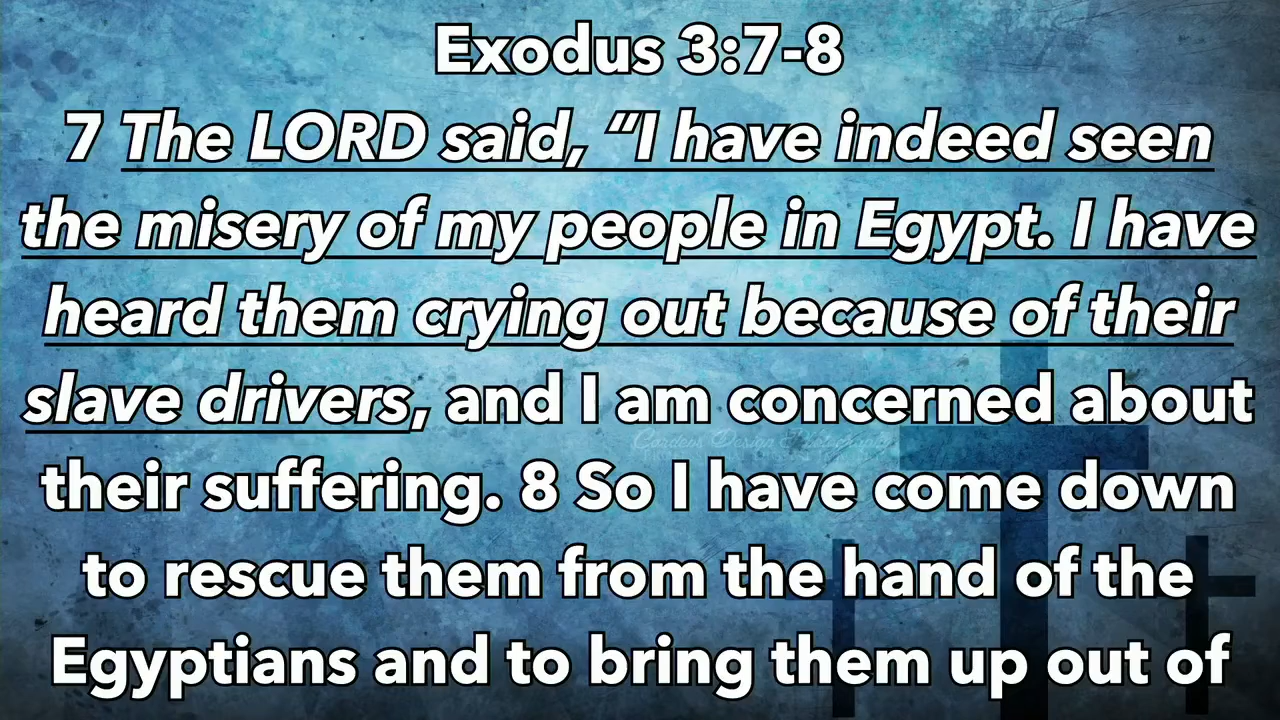 Exodus 3:7-8
7 The LORD said, “I have indeed seen
the misery of my people in Egypt. I have
heard them crying out because of their
slave drivers, and I am concerned about
their suffering. 8 So I have come down
to rescue them from the hand of the
Egyptians and to bring them up out of